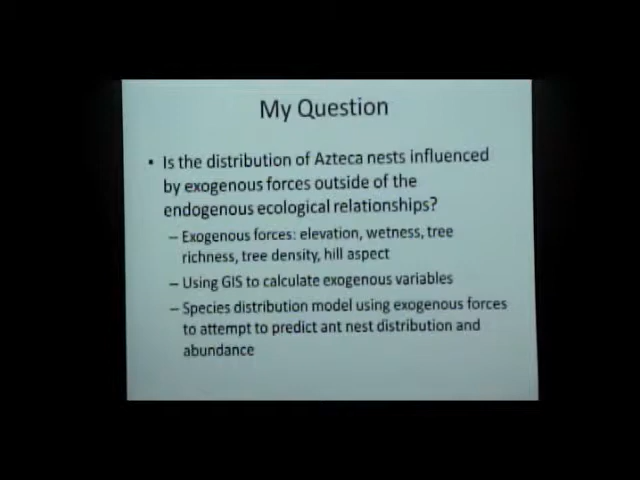 My Question
• Is the distribution of Azteca nests influenced
by exogenous forces outside of the
endogenous ecological relationships?
– Exogenous forces: elevation, wetness, tree
richness, tree density, hill aspect
– Using GIS to calculate exogenous variables
– Species distribution model using exogenous forces
to attempt to predict ant nest distribution and
abundance